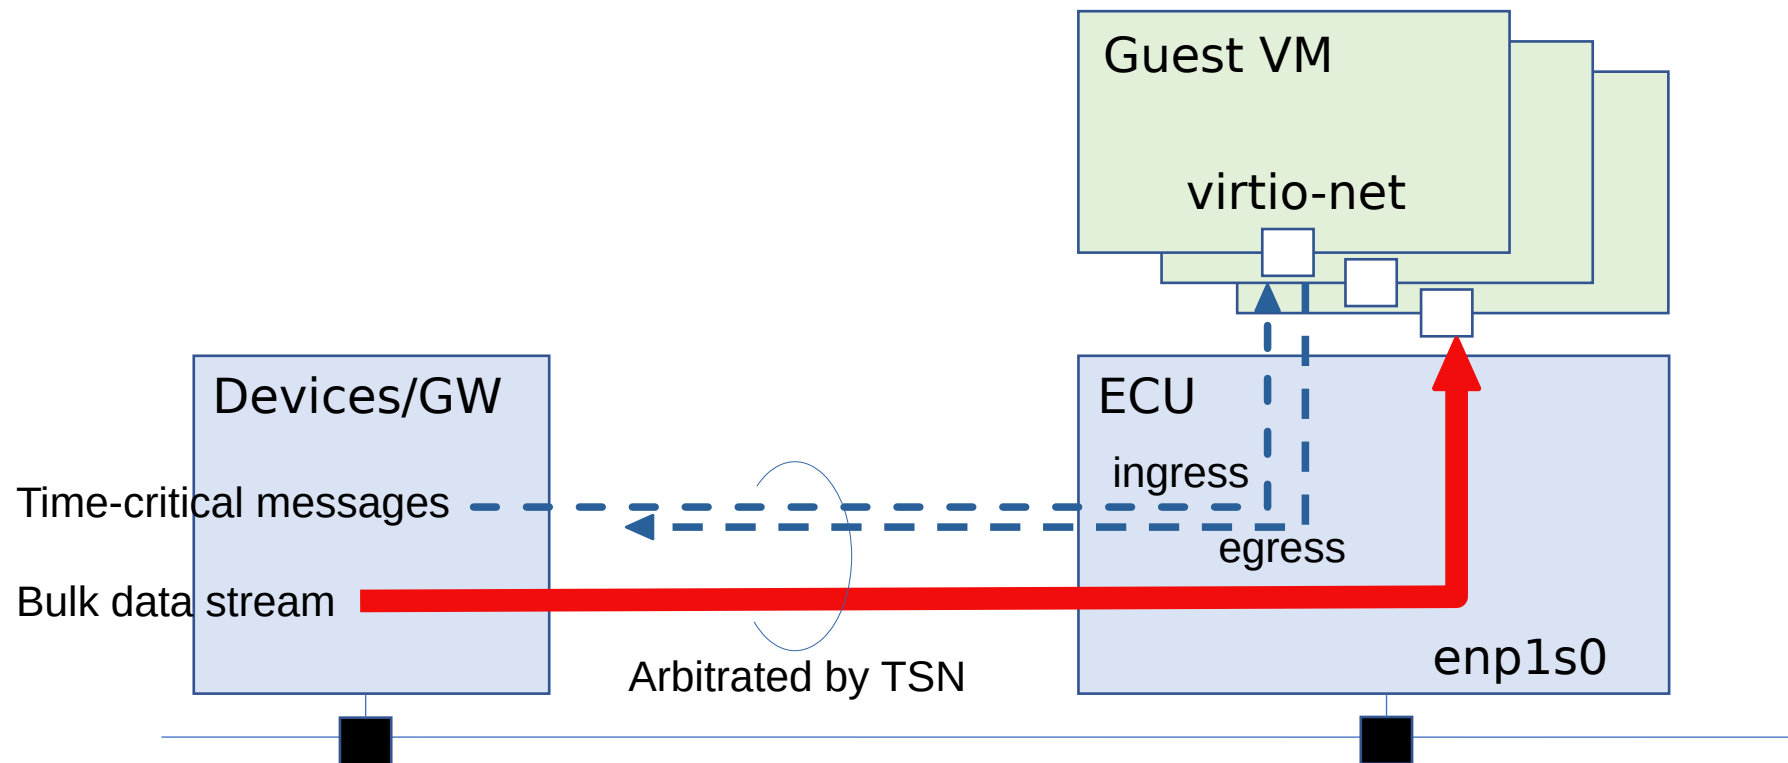 Guest VM
virtio-net
Devices/GW
ECU
ingress
Time-critical messages
egress
Bulk data stream
enp1s0
Arbitrated by TSN